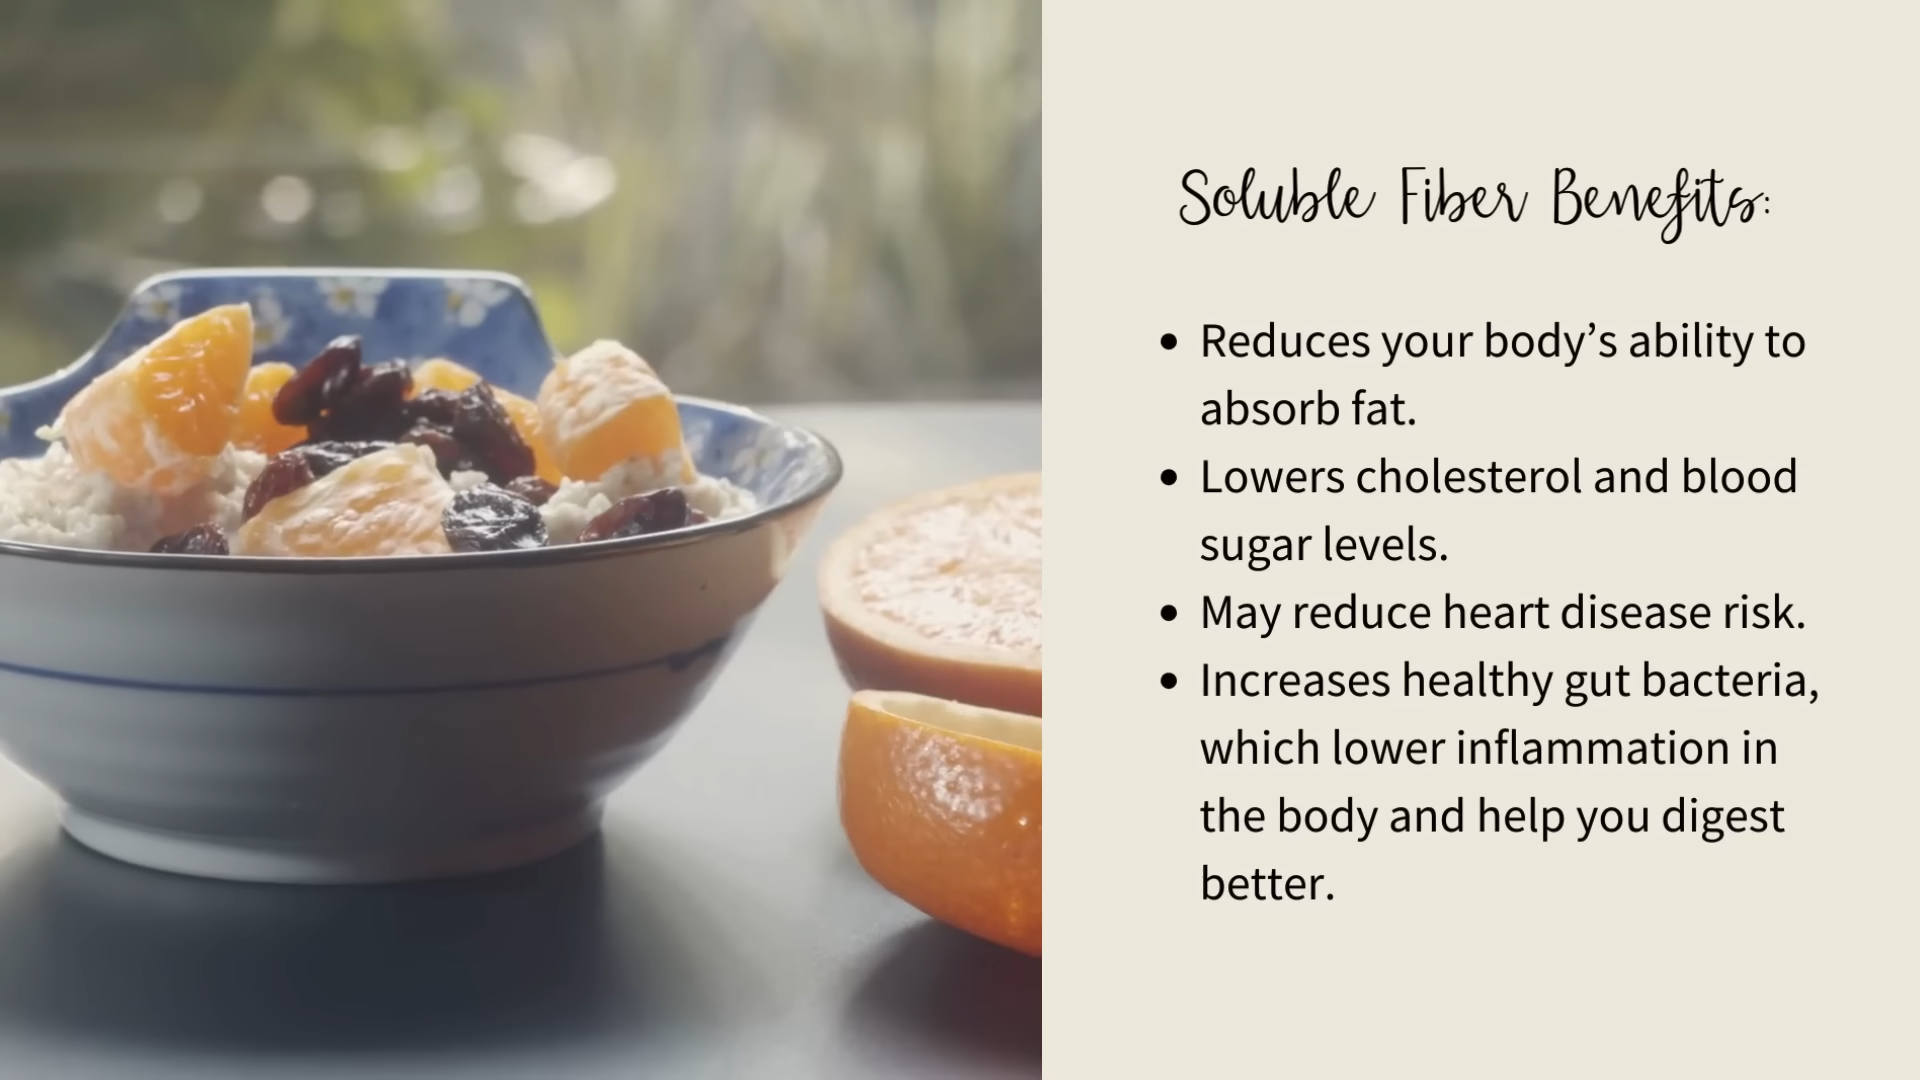 Soluble Fiber Benefits:
• Reduces your body’s ability to
absorb fat.
• Lowers cholesterol and blood
sugar levels.
• May reduce heart disease risk.
• Increases healthy gut bacteria,
which lower inflammation in
the body and help you digest
better.